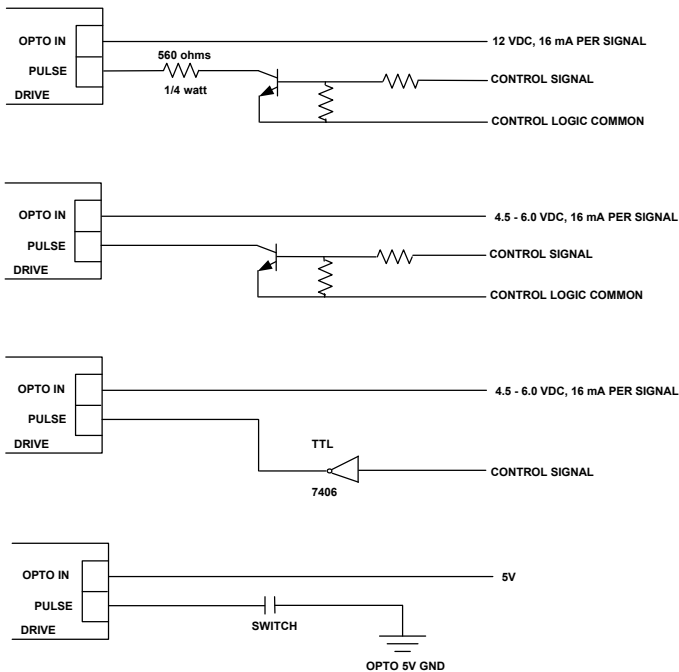 OPTO IN
12 VDC, 16 mA PER SIGNAL
560 ohms
PULSE
CONTROL SIGNAL
1/4 watt
DRIVE
CONTROL LOGIC COMMON
OPTO IN
4.5 - 6.0 VDC, 16 mA PER SIGNAL
PULSE
CONTROL SIGNAL
DRIVE
CONTROL LOGIC COMMON
OPTO IN
4.5 - 6.0 VDC, 16 mA PER SIGNAL
PULSE
DRIVE
TTL
CONTROL SIGNAL
7406
OPTO IN
5V
PULSE
SWITCH
DRIVE
OPTO 5V GND